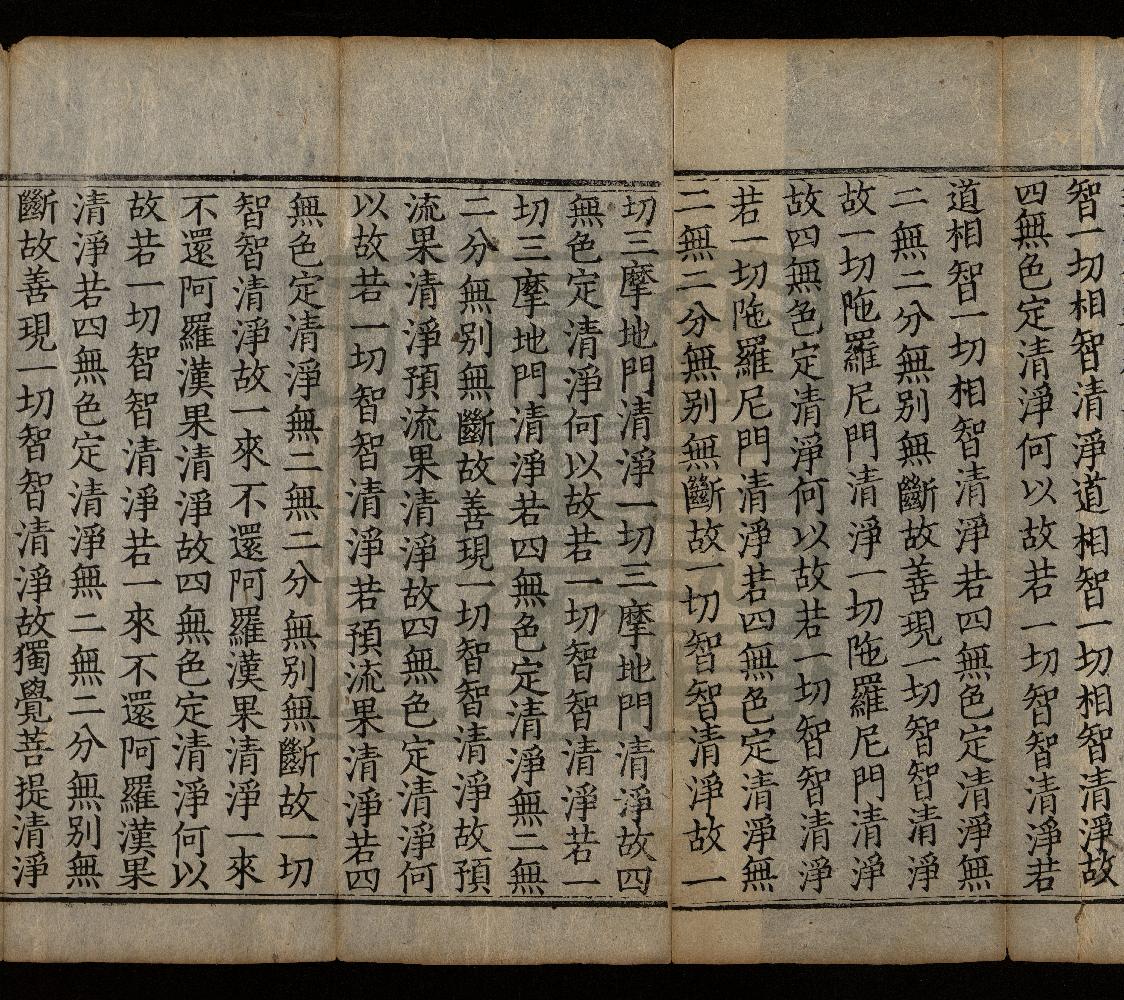 智一切相智清淨道相智一切相智清淨故
四無色定清淨何以故若一切智智清淨若
道相智一切相智清淨若四無色定清淨無
二無二分無別無斷故善現一切智智清淨
故一切陁羅尼門清淨一切陁羅尼門清淨
故四無色定清淨何以故若一切智智清淨
若一切陁羅尼門清淨若四無色定清淨無
二無二分無別無斷故一切智智清淨故一
切三摩地門清淨一切三摩地門清淨故四
無色定清淨何以故若一切智智清淨若一
切三摩地門清淨若四無色定清淨無二無
二分無別無斷故善現一切智智清淨故預
流果清淨預流果清淨故四無色定清淨何
以故若一切智智清淨若預流果清淨若四
無色定清淨無二無二分無別無斷故一切
智智清淨故一來不還阿羅漢果清淨一來
不還阿羅漢果清淨故四無色定清淨何以
故若一切智智清淨若一來不還阿羅漢果
清淨若四無色定清淨無二無二分無別無
斷故善現一切智智清淨故獨覺菩提清淨